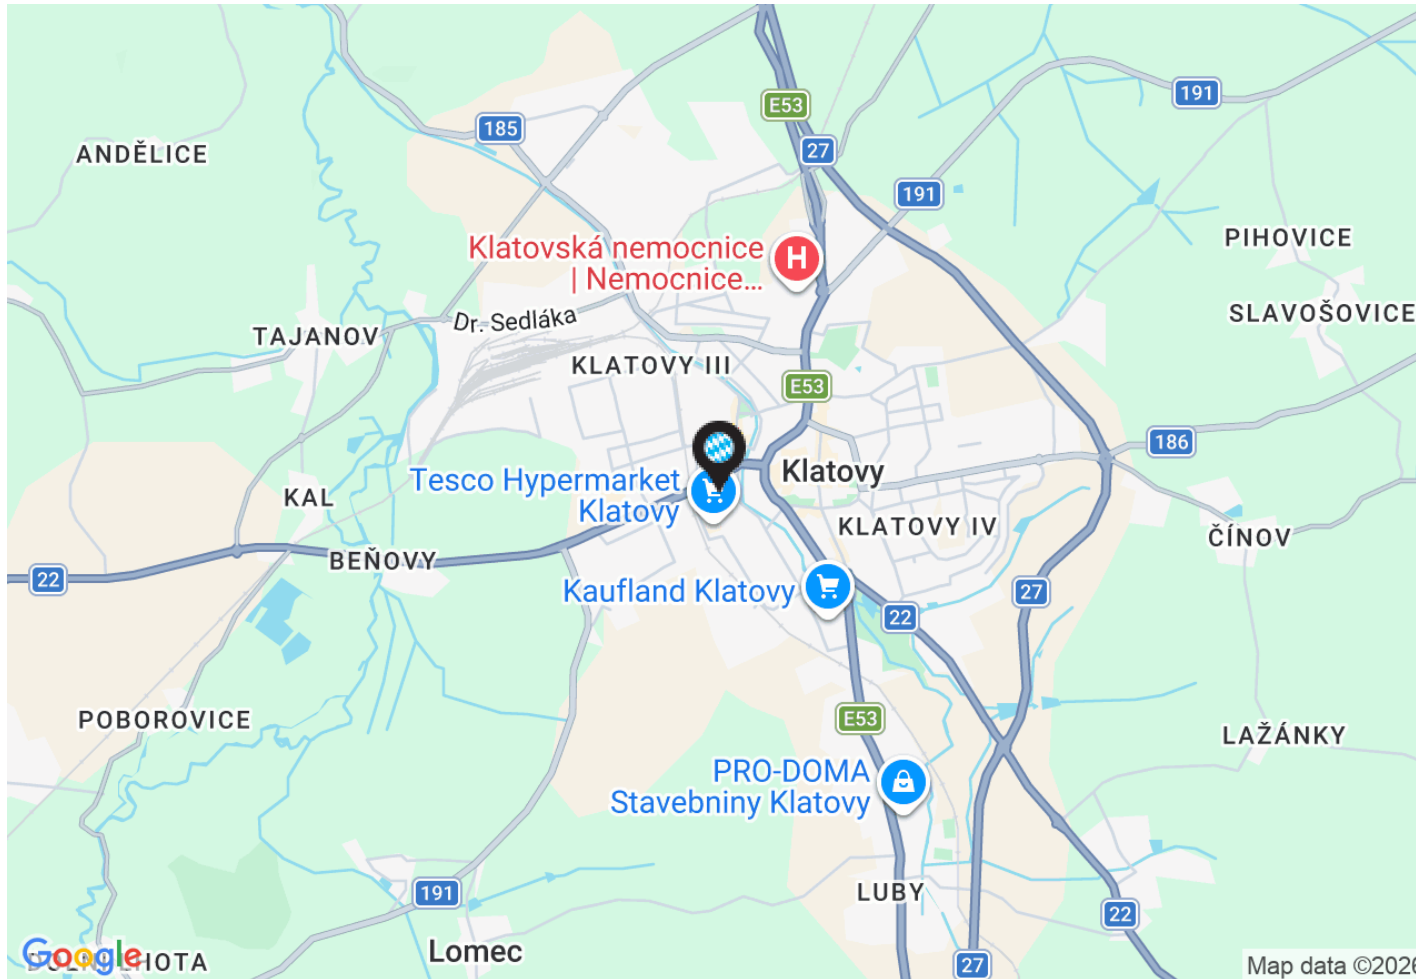 E53
191
185
27
ANDĚLICE
191
Klatovská nemocnice
| Nemocnice...
H
PIHOVICE
SLAVOŠOVICE
Dr. Sedláka
TAJANOV
KLATOVY III
E53
186
Tesco Hypermarket
Klatovy
Klatovy
KAL
KLATOVY IV
ČÍNOV
BEŇOVY
22
Kaufland Klatovy
27
22
POBOROVICE
E53
LAŽÁNKY
PRO-DOMA
Stavebniny Klatovy
191
LUBY
22
Lomec
Google
LHOTA
27
Map data ©2026